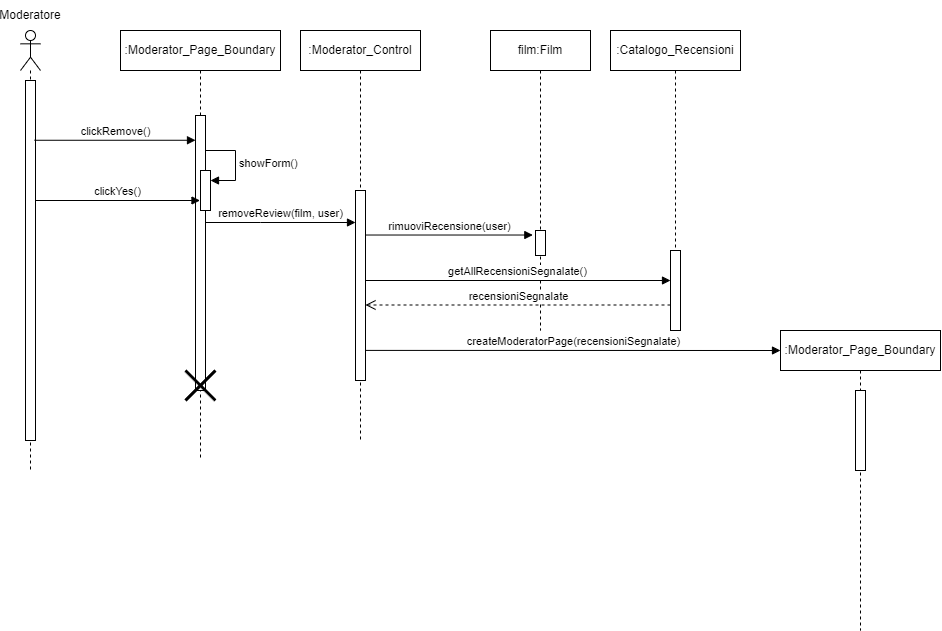 Moderatore
:Moderator_Page_Boundary
:Moderator_Control
film:Film
:Catalogo_Recensioni
clickRemove()
showForm()
clickYes()
removeReview(film, user)
rimuoviRecensione(user)
getAllRecensioniSegnalate()
recensioniSegnalate
createModeratorPage(recensioniSegnalate)
:Moderator_Page_Boundary